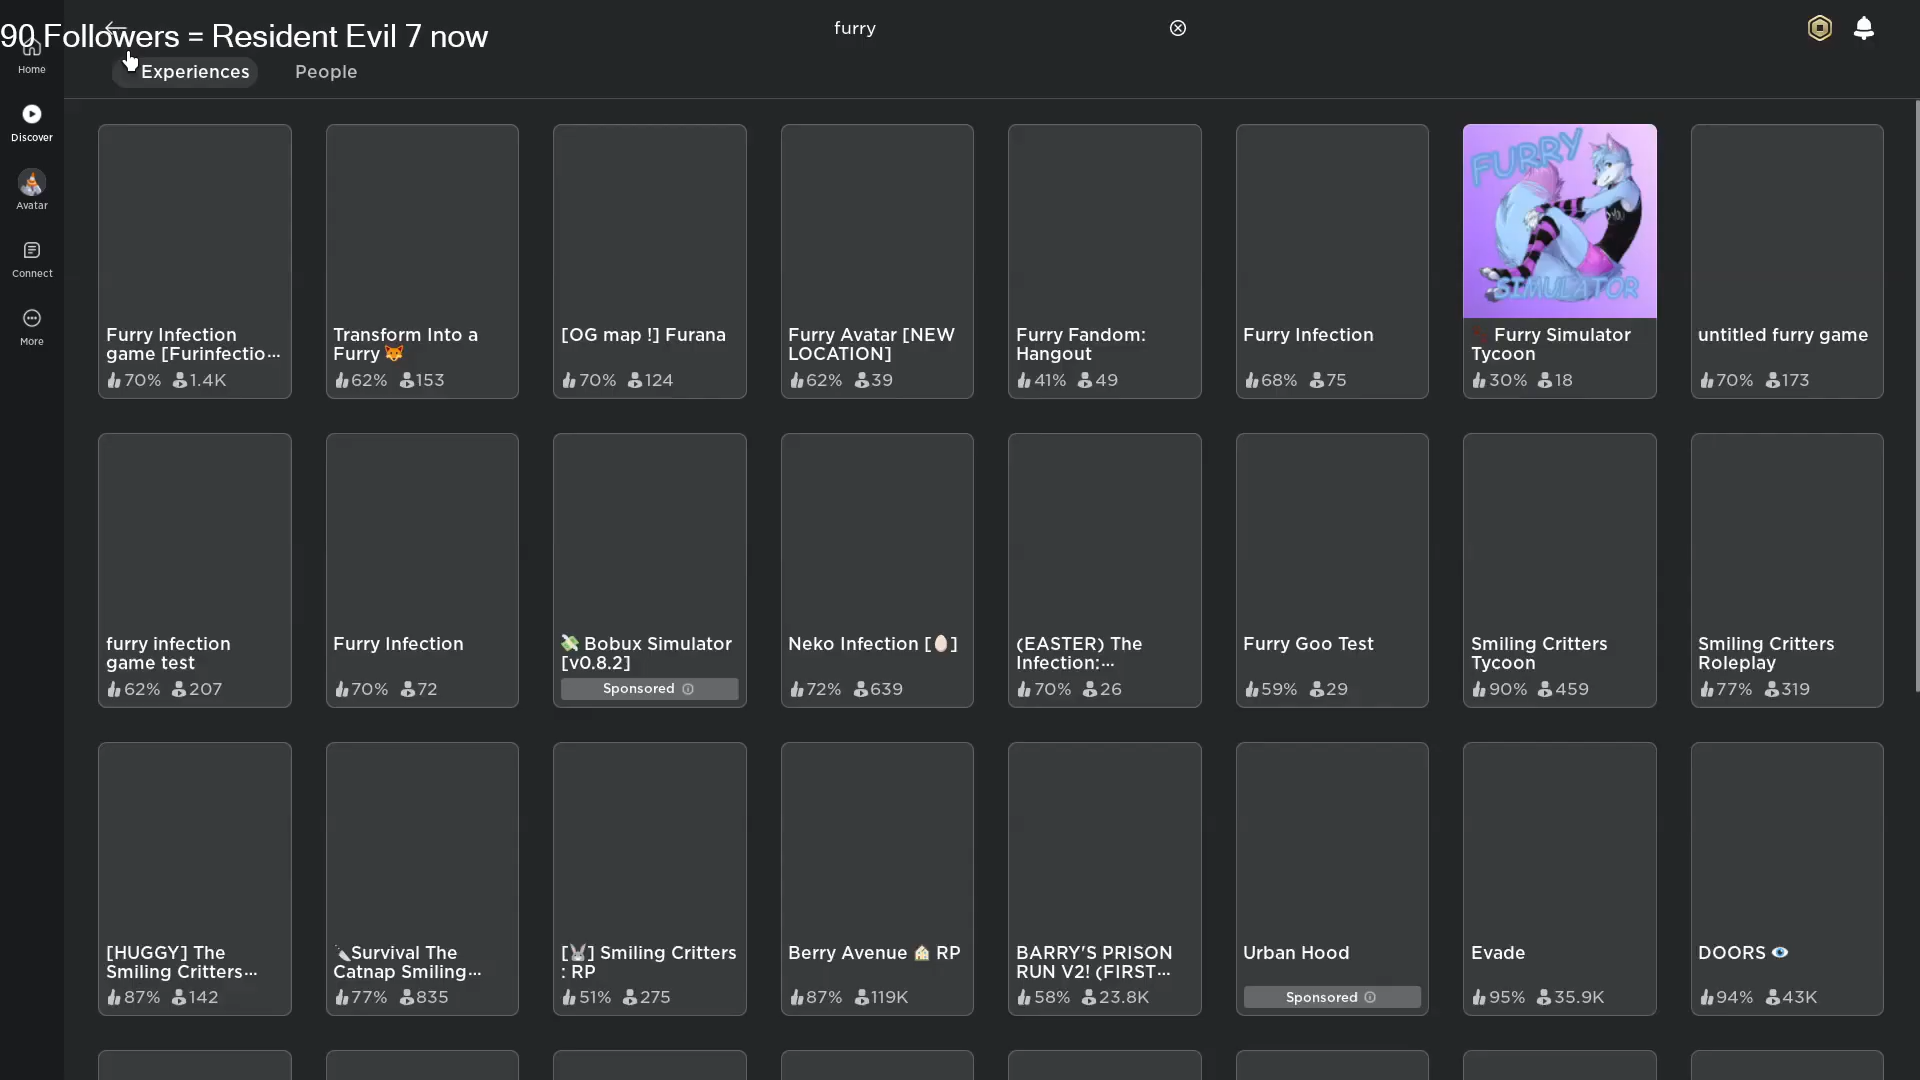 90 Followers = Resident Evil 7 now
furry
Home
Experiences
People
Discover
Avatar
Connect
More
FURRY
SIMULATOR
Furry Infection
game [Furinfectio...
70% 1.4K
Transform Into a
Furry 🦊
62% 153
[OG map !] Furana
70% 124
Furry Avatar [NEW
LOCATION]
62% 39
Furry Fandom:
Hangout
41% 49
Furry Infection
68% 75
Furry Simulator
Tycoon
30% 18
untitled furry game
70% 173
furry infection
game test
62% 207
Furry Infection
70% 72
💸 Bobux Simulator
[v0.8.2]
Sponsored
Neko Infection [🥚]
72% 639
(EASTER) The
Infection:...
70% 26
Furry Goo Test
59% 29
Smiling Critters
Tycoon
90% 459
Smiling Critters
Roleplay
77% 319
[HUGGY] The
Smiling Critters...
87% 142
🔪Survival The
Catnap Smiling...
77% 835
[🐰] Smiling Critters
: RP
51% 275
Berry Avenue 🏠 RP
87% 119K
BARRY'S PRISON
RUN V2! (FIRST...
58% 23.8K
Urban Hood
Sponsored
Evade
95% 35.9K
DOORS 👁️
94% 43K